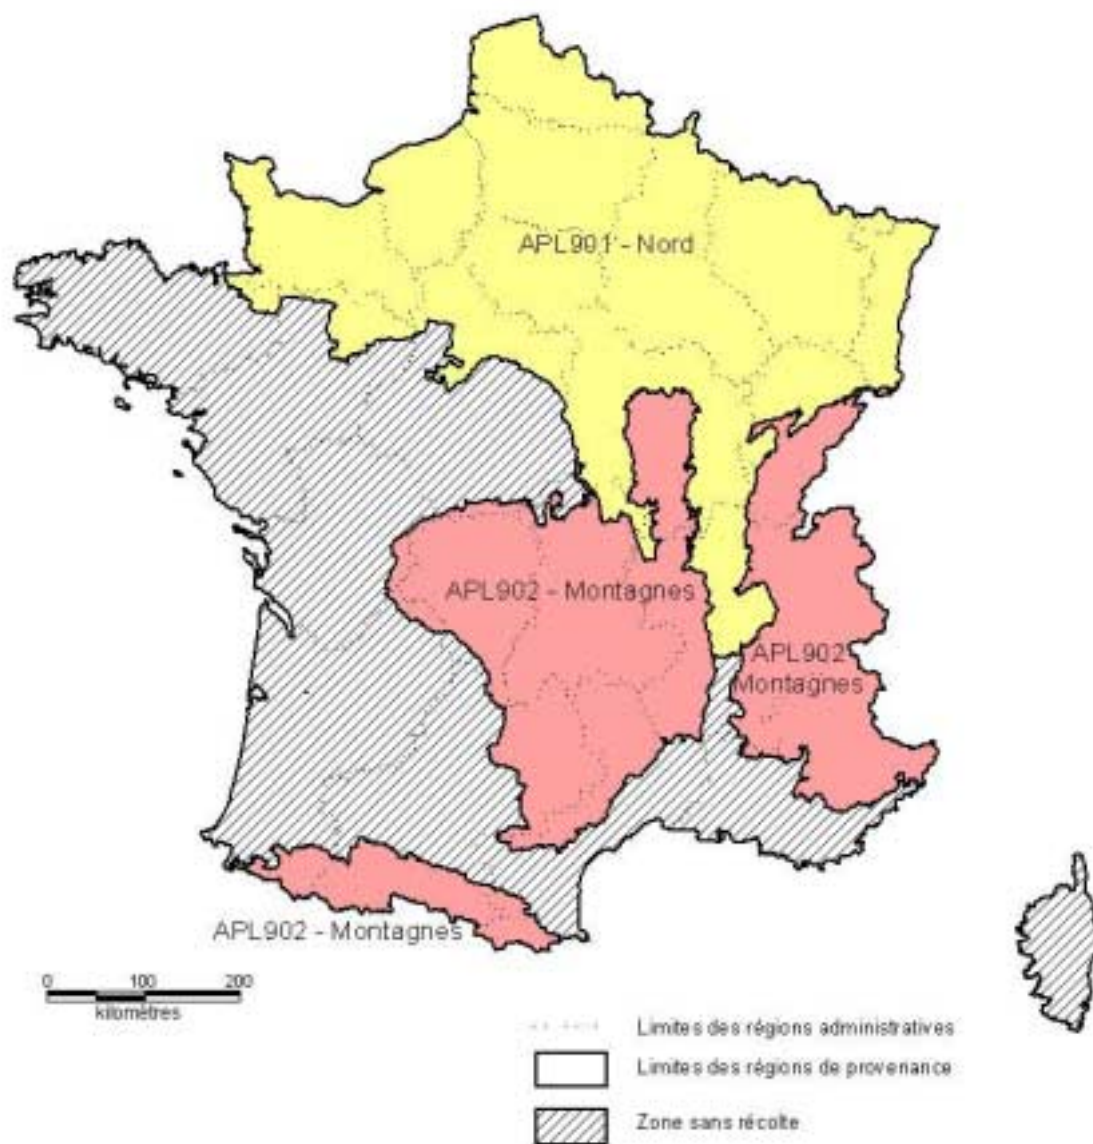 APL901 - Nord
APL902 - Montagnes
APL902
Montagnes
APL902 - Montagnes
0 100 200
kilomètres
Limites des régions administratives
Limites des régions de provenance
Zone sans récolte